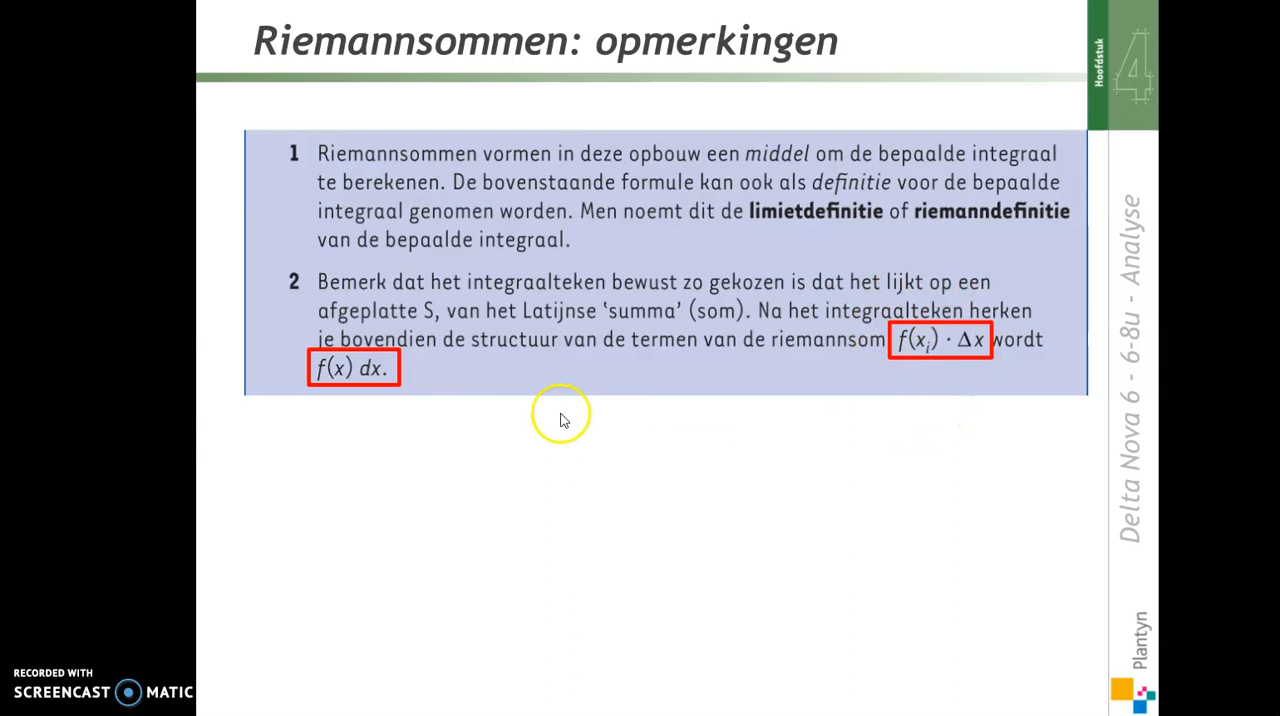 Riemannsommen: opmerkingen
Hoofdstuk
4
1 Riemannsommen vormen in deze opbouw een middel om de bepaalde integraal
te berekenen. De bovenstaande formule kan ook als definitie voor de bepaalde
integraal genomen worden. Men noemt dit de limietdefinitie of riemanndefinitie
van de bepaalde integraal.
2 Bemerk dat het integraalteken bewust zo gekozen is dat het lijkt op een
afgeplatte S, van het Latijnse ‘summa’ (som). Na het integraalteken herken
je bovendien de structuur van de termen van de riemannsom f(xᵢ) · Δx wordt
f(x) dx.
Delta Nova 6 - 6-8u - Analyse
Plantyn
RECORDED WITH
SCREENCAST MATIC